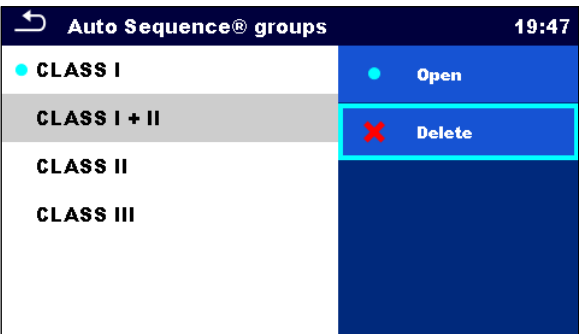 Auto Sequence® groups 19:47
CLASS I
CLASS I + II
CLASS II
CLASS III
Open
Delete